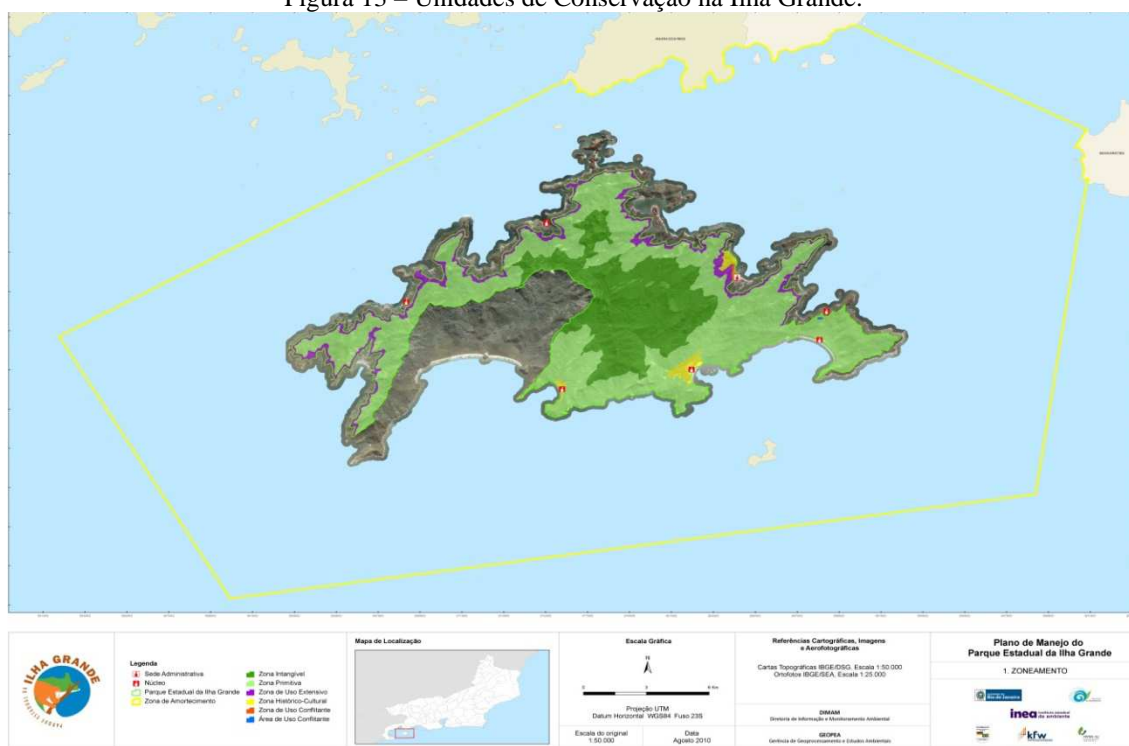 Figura 13 – Unidades de Conservação na Ilha Grande.
ILHA GRANDE
Legenda
Sede Administrativa
Núcleo
Parque Estadual da Ilha Grande
Zona de Amortecimento
Zona Intangível
Zona Primitiva
Zona de Uso Extensivo
Zona Histórico-Cultural
Zona de Uso Conflitante
Área de Uso Conflitante
Mapa de Localização
Escala Gráfica
N
Projeção UTM
Datum Horizontal WGS84 Fuso 23S
Escala do original
1:50.000
Data
Agosto 2010
Referências Cartográficas, Imagens
e Aerofotográficas
Cartas Topográficas IBGE/DSG, Escala 1:50.000
Ortofotos IBGE/SEA, Escala 1:25.000
DIMAM
Diretoria de Informação e Monitoramento Ambiental
GEOPEA
Gerência de Geoprocessamento e Estudos Ambientais
Plano de Manejo do
Parque Estadual da Ilha Grande
1. ZONEAMENTO
inea
kfw